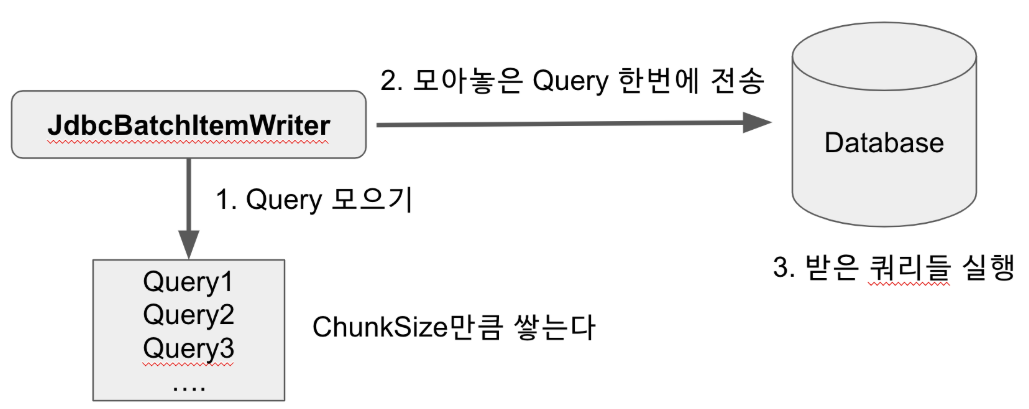 2. 모아놓은 Query 한번에 전송
JdbcBatchItemWriter
Database
1. Query 모으기
3. 받은 쿼리들 실행
Query1
Query2
Query3
....
ChunkSize만큼 쌓는다